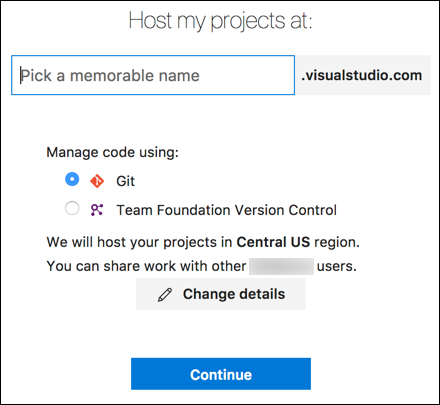 Host my projects at:
Pick a memorable name .visualstudio.com
Manage code using:
Git
Team Foundation Version Control
We will host your projects in Central US region.
You can share work with other users.
Change details
Continue